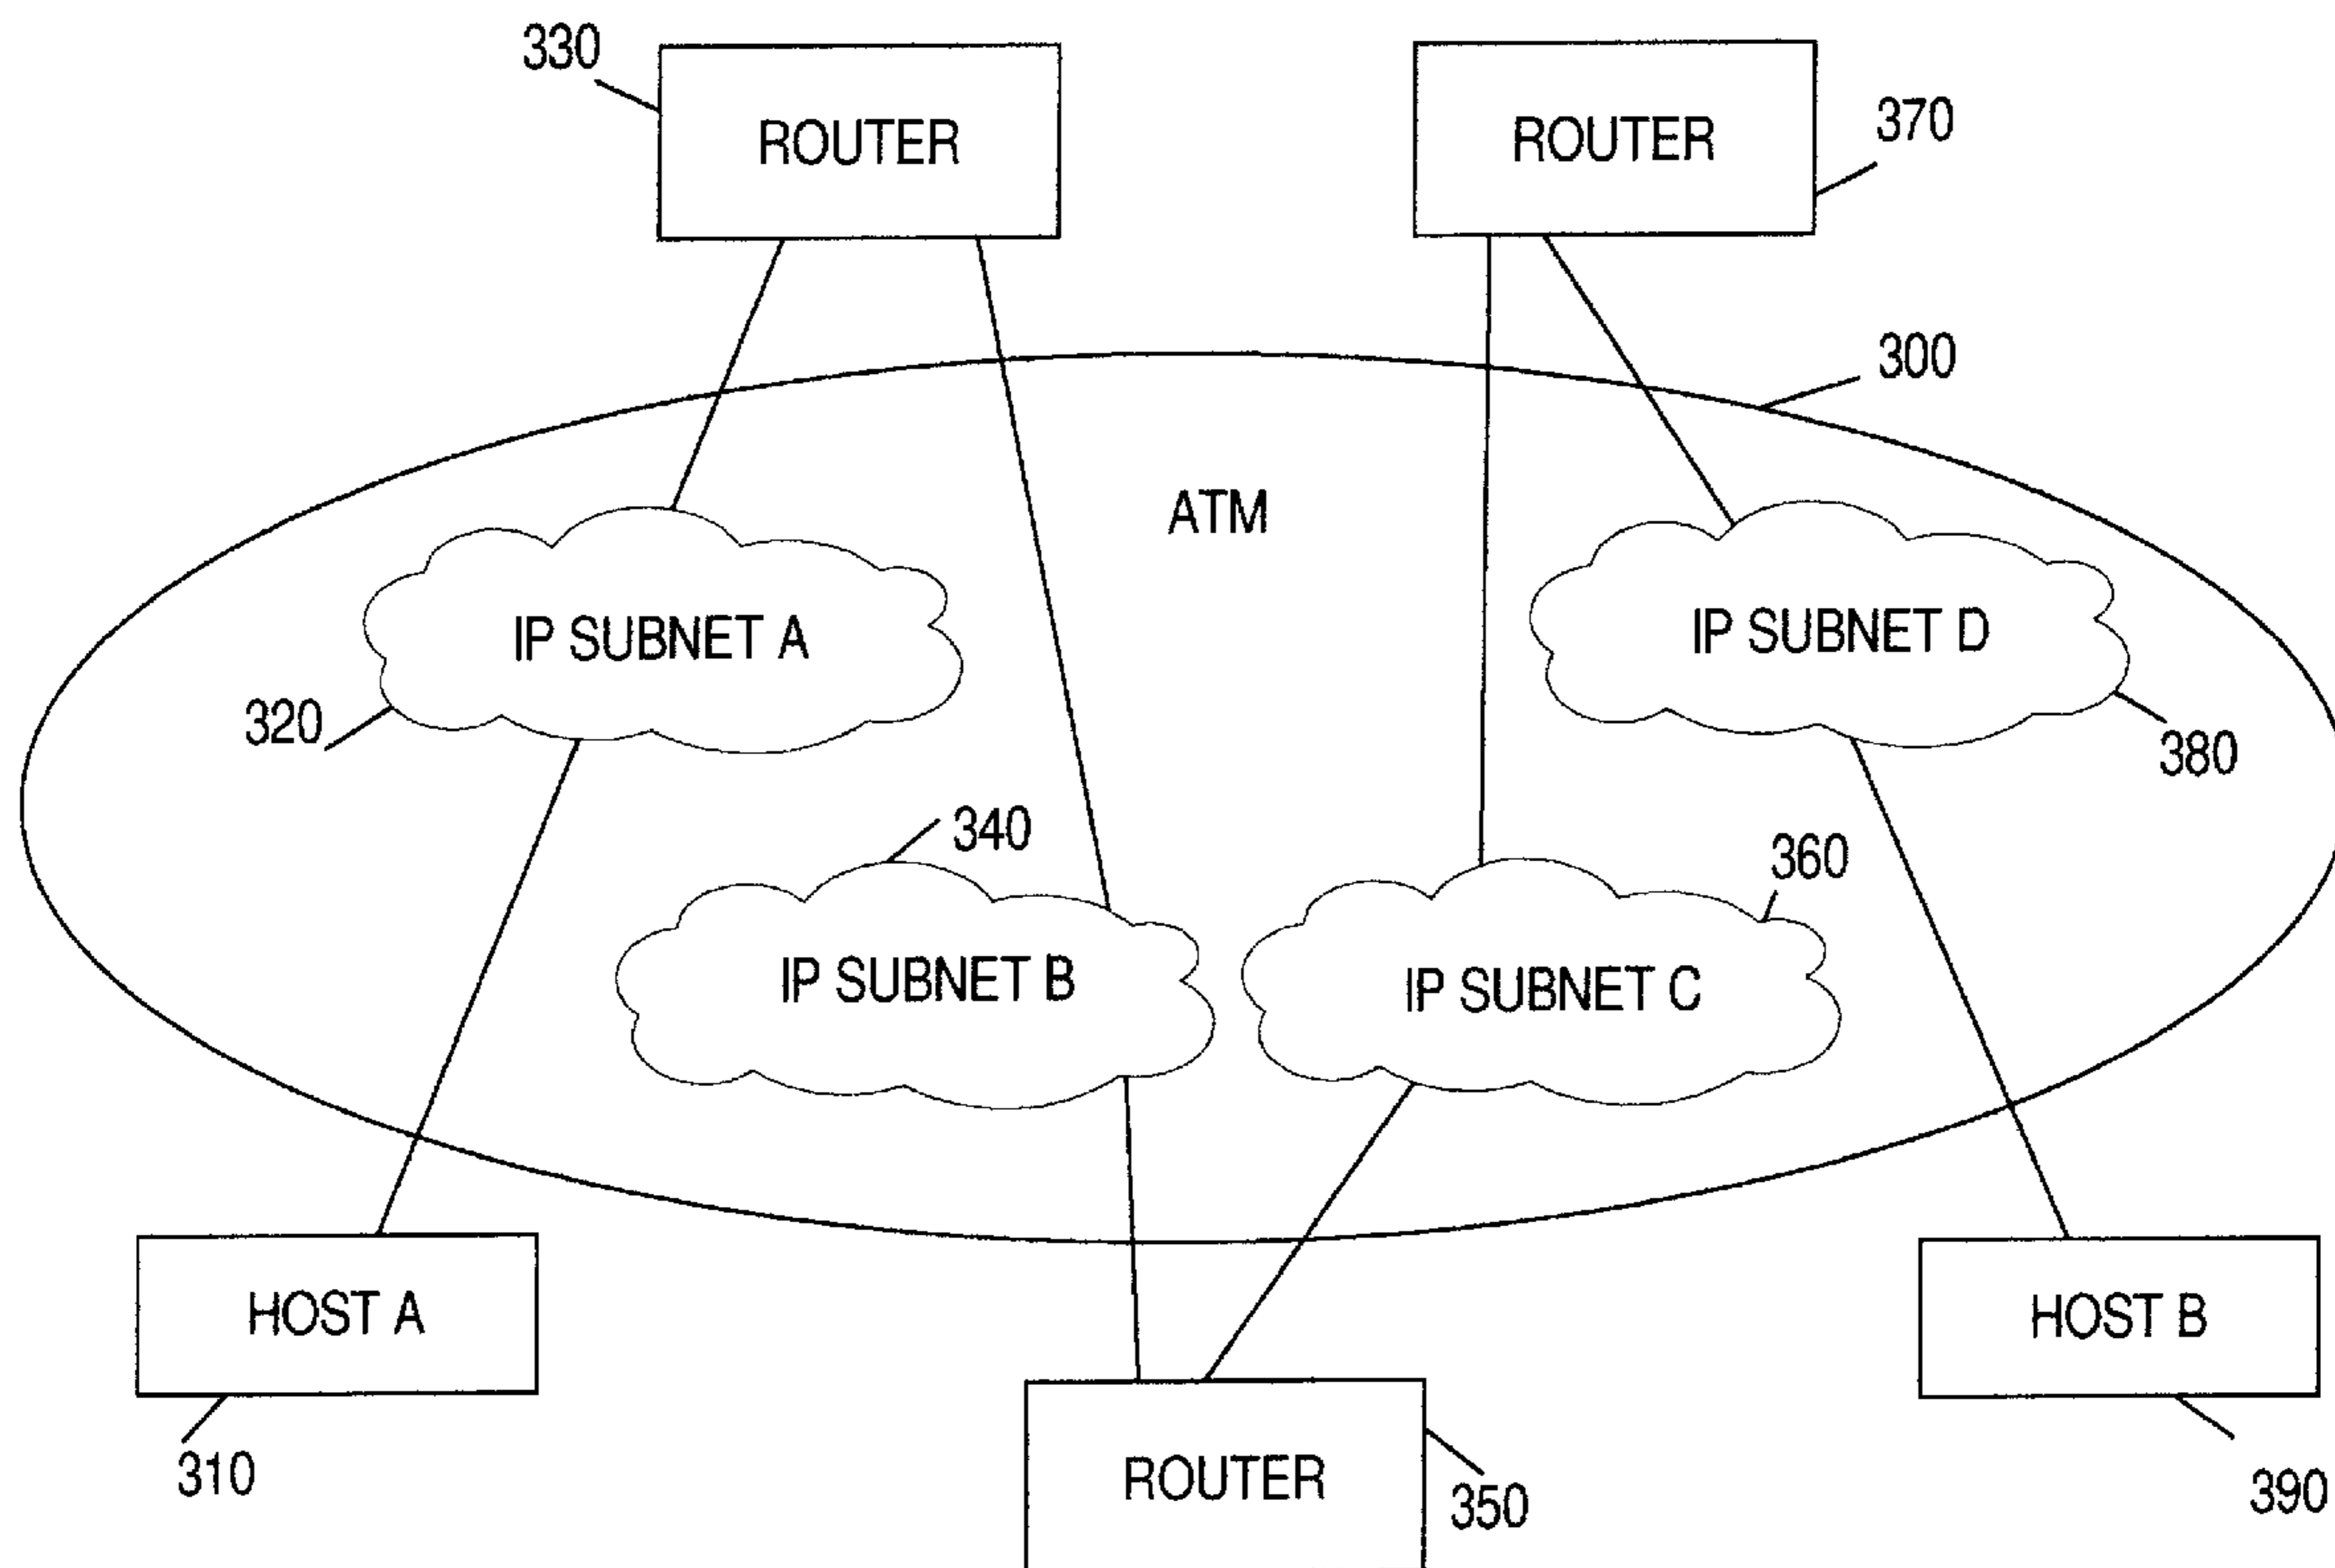 330
ROUTER
ROUTER
370
300
ATM
IP SUBNET A
IP SUBNET D
320
380
340
360
IP SUBNET B
IP SUBNET C
HOST A
HOST B
310
ROUTER
350
390